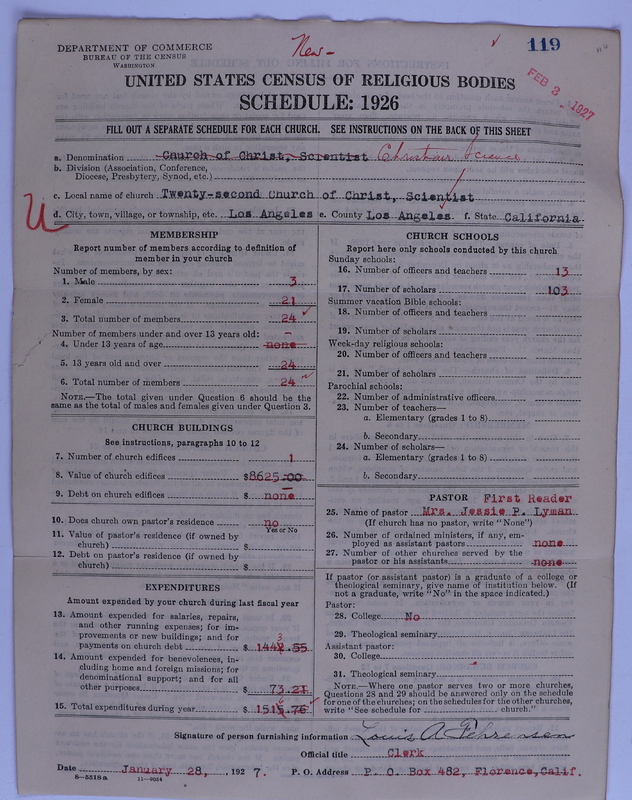 DEPARTMENT OF COMMERCE
BUREAU OF THE CENSUS
WASHINGTON
New-
119
FEB 3 1927
UNITED STATES CENSUS OF RELIGIOUS BODIES
SCHEDULE: 1926
FILL OUT A SEPARATE SCHEDULE FOR EACH CHURCH. SEE INSTRUCTIONS ON THE BACK OF THIS SHEET
a. Denomination Church of Christ, Scientist Christian Science
b. Division (Association, Conference,
Diocese, Presbytery, Synod, etc.)
c. Local name of church Twenty-second Church of Christ, Scientist
U
d. City, town, village, or township, etc. Los Angeles e. County Los Angeles f. State California
MEMBERSHIP
Report number of members according to definition of
member in your church
Number of members, by sex:
1. Male 3
2. Female 21
3. Total number of members 24
Number of members under and over 13 years old:
4. Under 13 years of age none
5. 13 years old and over 24
6. Total number of members 24
NOTE.—The total given under Question 6 should be the
same as the total of males and females given under Question 3.
CHURCH BUILDINGS
See instructions, paragraphs 10 to 12
7. Number of church edifices 1
8. Value of church edifices $8625.00
9. Debt on church edifices $ none
10. Does church own pastor's residence no
Yes or No
11. Value of pastor's residence (if owned by
church) $
12. Debt on pastor's residence (if owned by
church) $
EXPENDITURES
Amount expended by your church during last fiscal year
13. Amount expended for salaries, repairs,
and other running expenses; for im-
provements or new buildings; and for
3
payments on church debt $ 1442.55
14. Amount expended for benevolences, in-
cluding home and foreign missions; for
denominational support; and for all
other purposes $ 73.21
15. Total expenditures during year $ 1515.76
CHURCH SCHOOLS
Report here only schools conducted by this church
Sunday schools:
16. Number of officers and teachers 13
17. Number of scholars 103
Summer vacation Bible schools:
18. Number of officers and teachers
19. Number of scholars
Week-day religious schools:
20. Number of officers and teachers
21. Number of scholars
Parochial schools:
22. Number of administrative officers
23. Number of teachers—
a. Elementary (grades 1 to 8)
b. Secondary
24. Number of scholars—
a. Elementary (grades 1 to 8)
b. Secondary
PASTOR First Reader
25. Name of pastor Mrs. Jessie P. Lyman
(If church has no pastor, write "None")
26. Number of ordained ministers, if any, em-
ployed as assistant pastors none
27. Number of other churches served by the
pastor or his assistants none
If pastor (or assistant pastor) is a graduate of a college or
theological seminary, give name of institution below. (If
not a graduate, write "No" in the space indicated.)
Pastor:
28. College No
29. Theological seminary
Assistant pastor:
30. College
31. Theological seminary
NOTE.—Where one pastor serves two or more churches,
Questions 28 and 29 should be answered only on the schedule
for one of the churches; on the schedules for the other churches,
write "See schedule for church."
Signature of person furnishing information Louis A.
Official title Clerk
Date January 28, , 192 7. P. O. Address P. O. Box 482, Florence, Calif.
8-5518a 11-9034